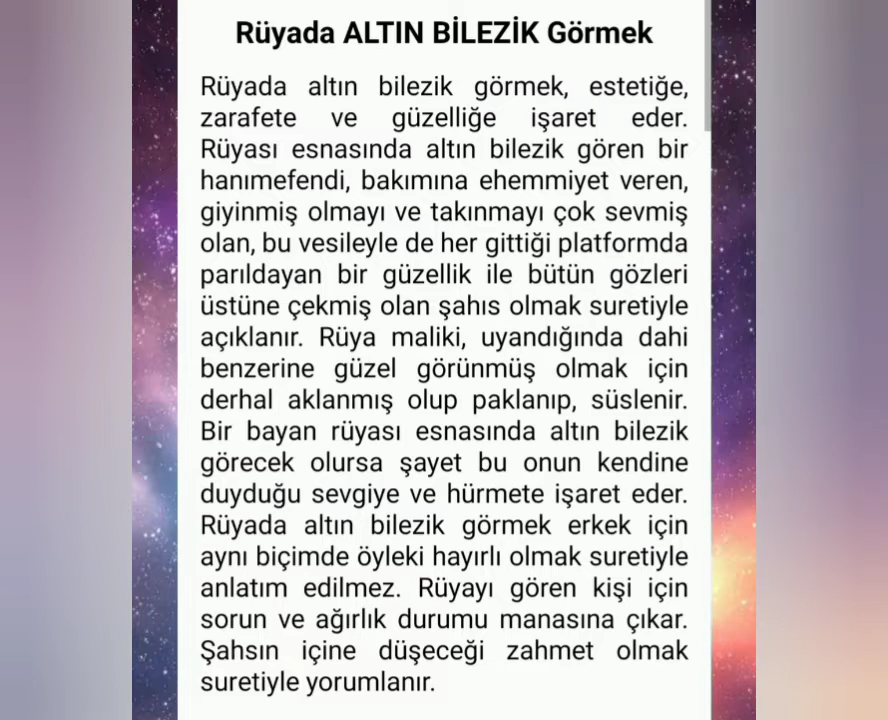 Rüyada ALTIN BİLEZİK Görmek
Rüyada altın bilezik görmek, estetiğe,
zarafete ve güzelliğe işaret eder.
Rüyası esnasında altın bilezik gören bir
hanımefendi, bakımına ehemmiyet veren,
giyinmiş olmayı ve takınmayı çok sevmiş
olan, bu vesileyle de her gittiği platformda
parıldayan bir güzellik ile bütün gözleri
üstüne çekmiş olan şahıs olmak suretiyle
açıklanır. Rüya maliki, uyandığında dahi
benzerine güzel görünmüş olmak için
derhal aklanmış olup paklanıp, süslenir.
Bir bayan rüyası esnasında altın bilezik
görecek olursa şayet bu onun kendine
duyduğu sevgiye ve hürmete işaret eder.
Rüyada altın bilezik görmek erkek için
aynı biçimde öyleki hayırlı olmak suretiyle
anlatım edilmez. Rüyayı gören kişi için
sorun ve ağırlık durumu manasına çıkar.
Şahsın içine düşeceği zahmet olmak
suretiyle yorumlanır.